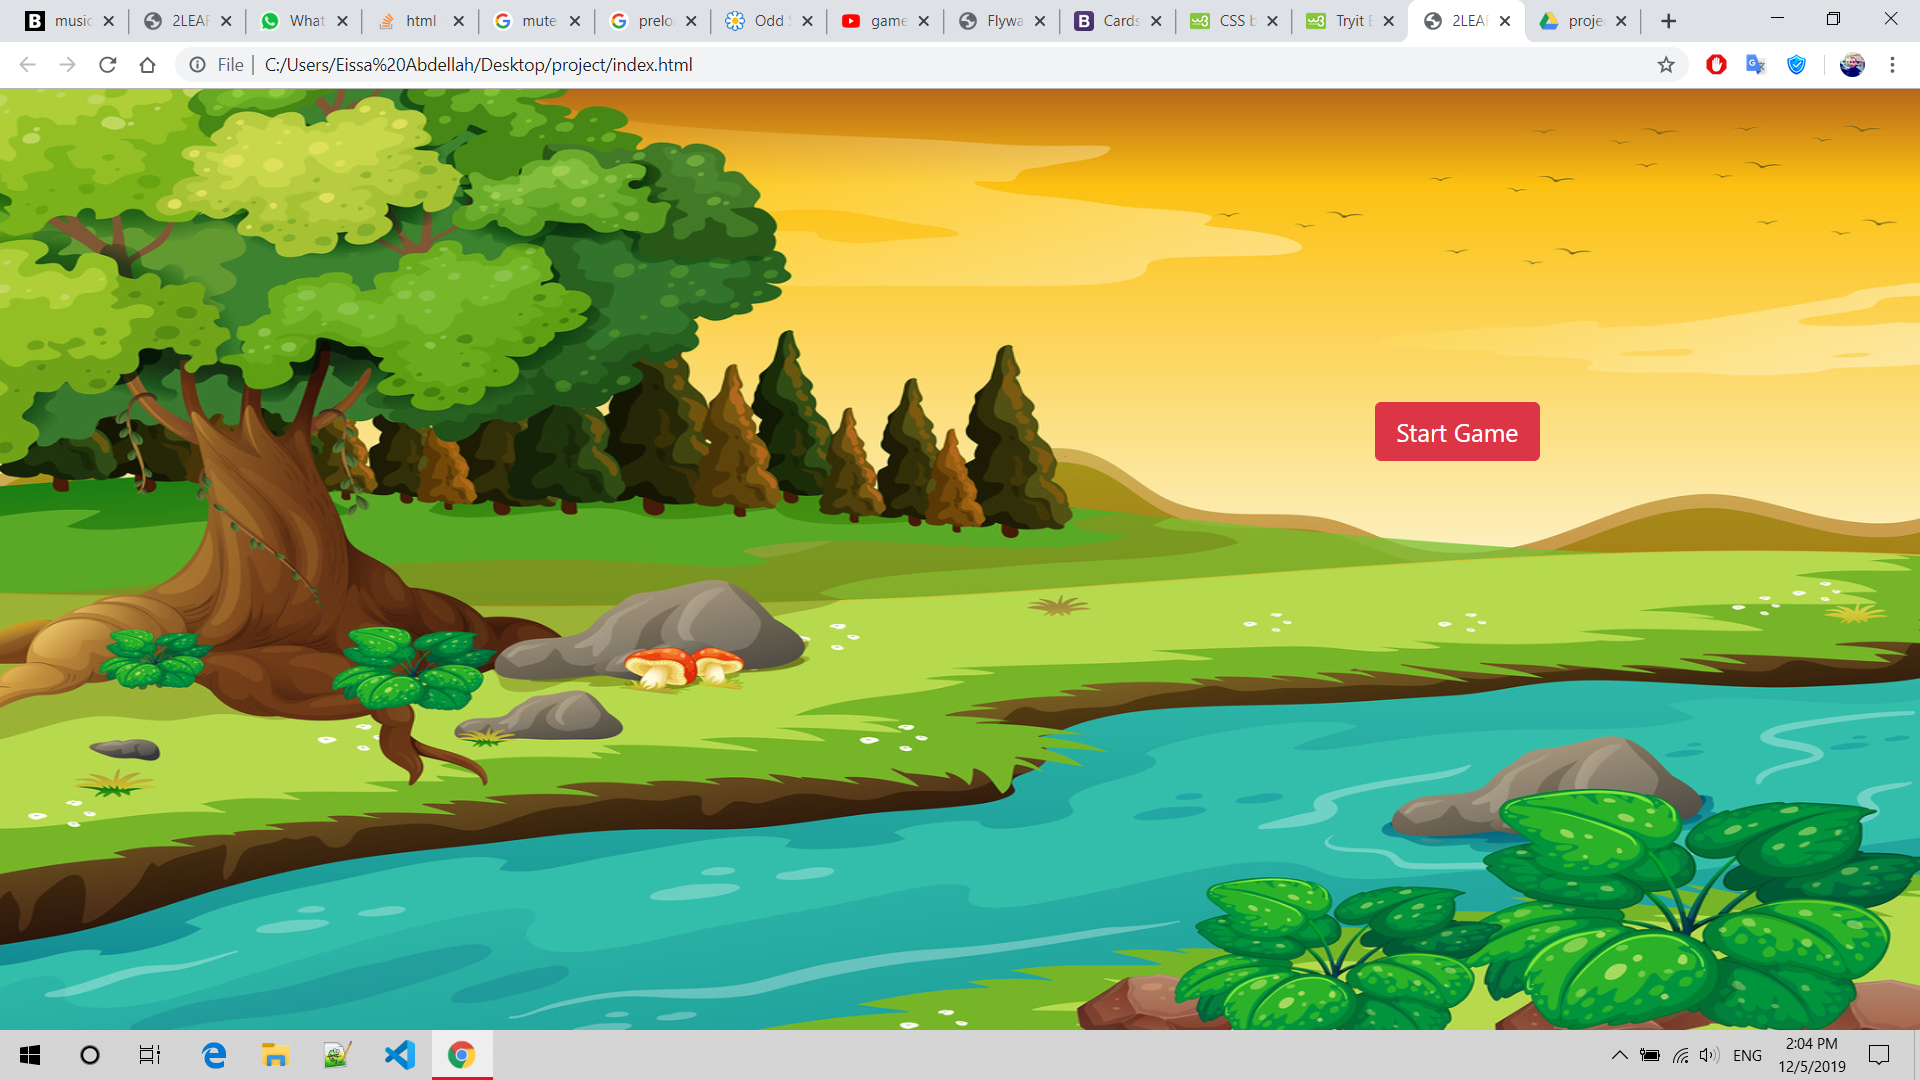 music
2LEAF
What
html
mute
prelo
Odd S
game
Flywa
Cards
CSS b
Tryit E
2LEAF
proje
File
C:/Users/Eissa%20Abdellah/Desktop/project/index.html
Start Game
ENG
2:04 PM
12/5/2019